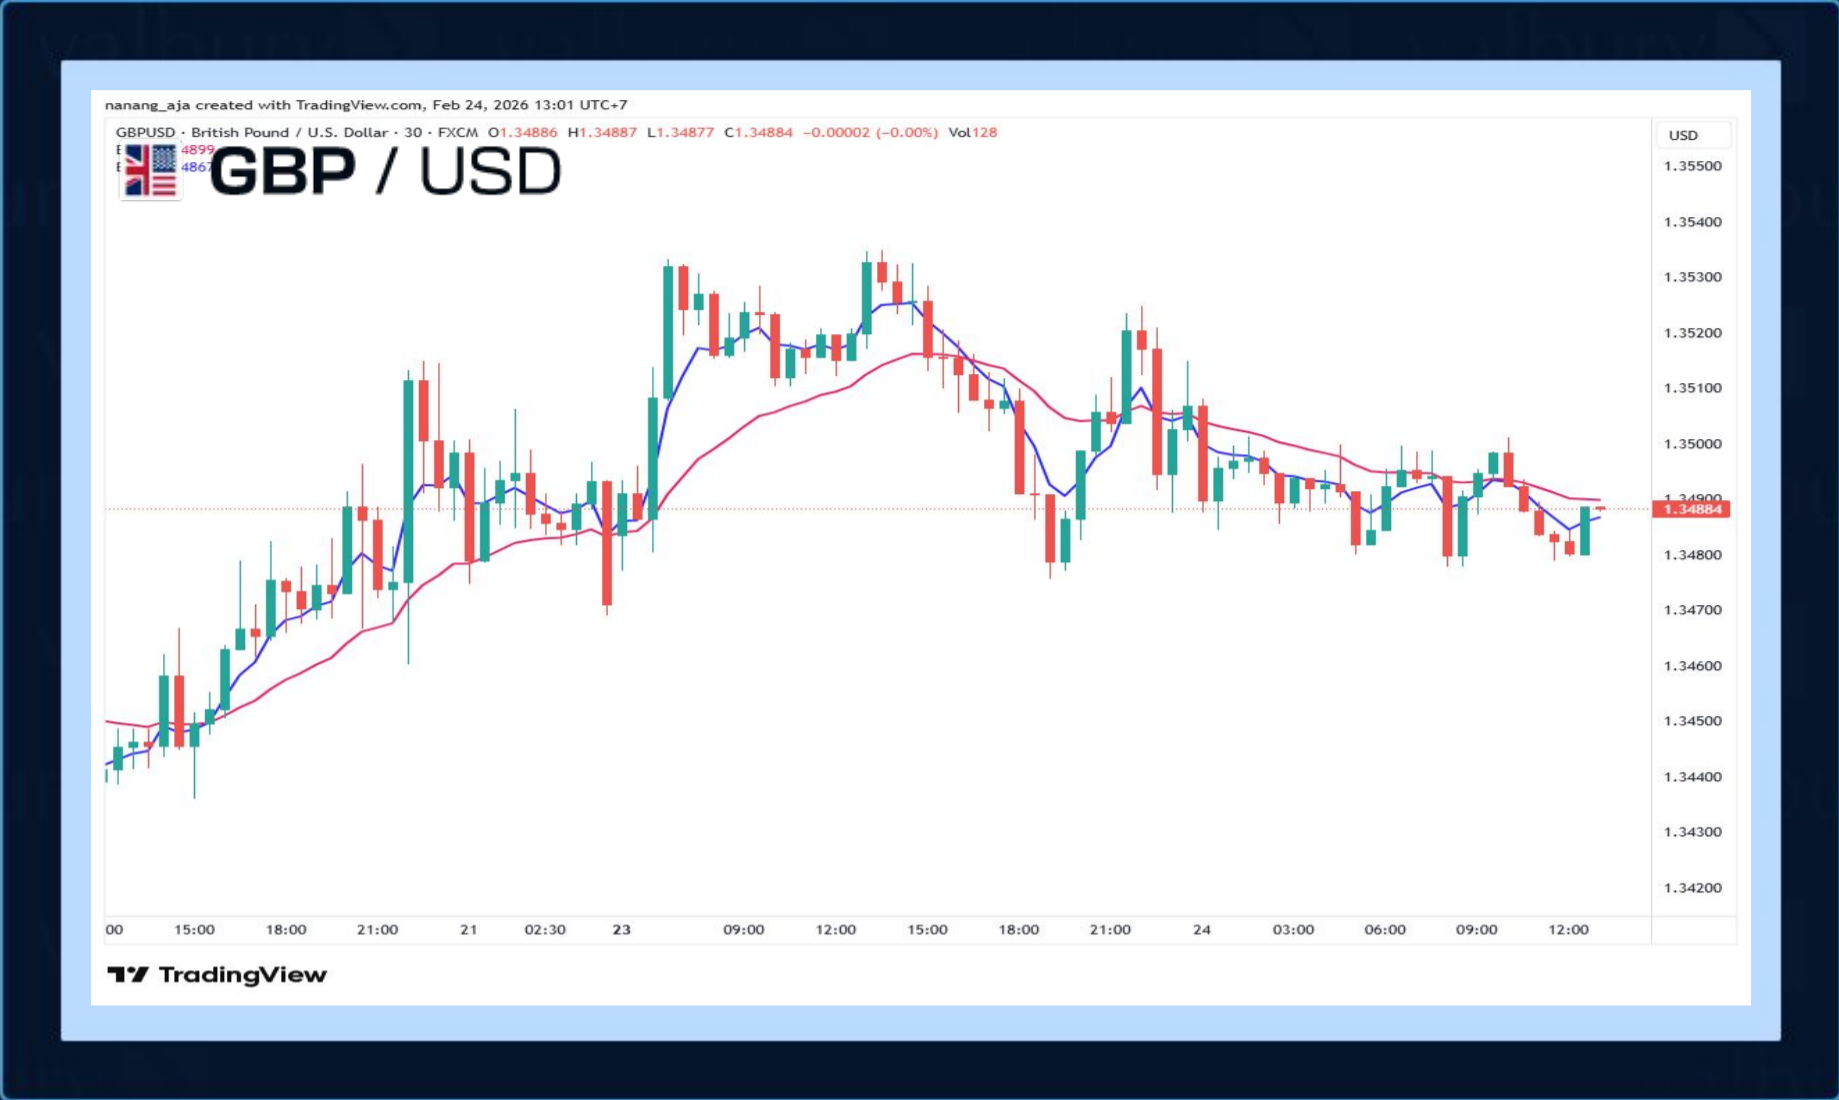 nanang_aja created with TradingView.com, Feb 24, 2026 13:01 UTC+7
GBPUSD · British Pound / U.S. Dollar · 30 · FXCM O1.34886 H1.34887 L1.34877 C1.34884 −0.00002 (−0.00%) Vol128
4899
GBP / USD
USD
1.35500
1.35400
1.35300
1.35200
1.35100
1.35000
1.34900
1.34884
1.34800
1.34700
1.34600
1.34500
1.34400
1.34300
1.34200
00 15:00 18:00 21:00 21 02:30 23 09:00 12:00 15:00 18:00 21:00 24 03:00 06:00 09:00 12:00
TradingView